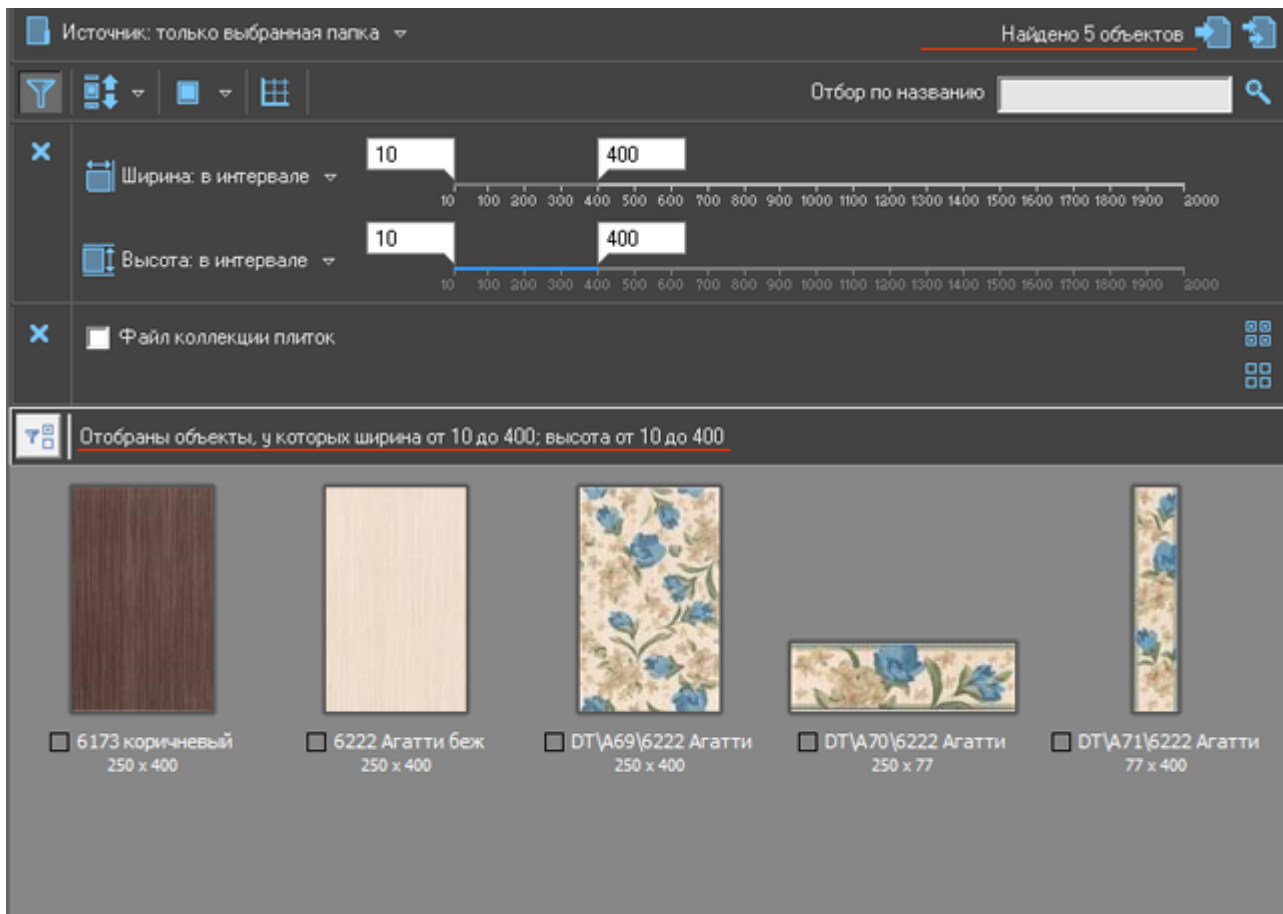 Источник: только выбранная папка
Найдено 5 объектов
Отбор по названию
10 400
Ширина: в интервале
10 100 200 300 400 500 600 700 800 900 1000 1100 1200 1300 1400 1500 1600 1700 1800 1900 2000
10 400
Высота: в интервале
10 100 200 300 400 500 600 700 800 900 1000 1100 1200 1300 1400 1500 1600 1700 1800 1900 2000
Файл коллекции плиток
Отобраны объекты, у которых ширина от 10 до 400; высота от 10 до 400
6173 коричневый
250 x 400
6222 Агатти беж
250 x 400
DT\A69\6222 Агатти
250 x 400
DT\A70\6222 Агатти
250 x 77
DT\A71\6222 Агатти
77 x 400